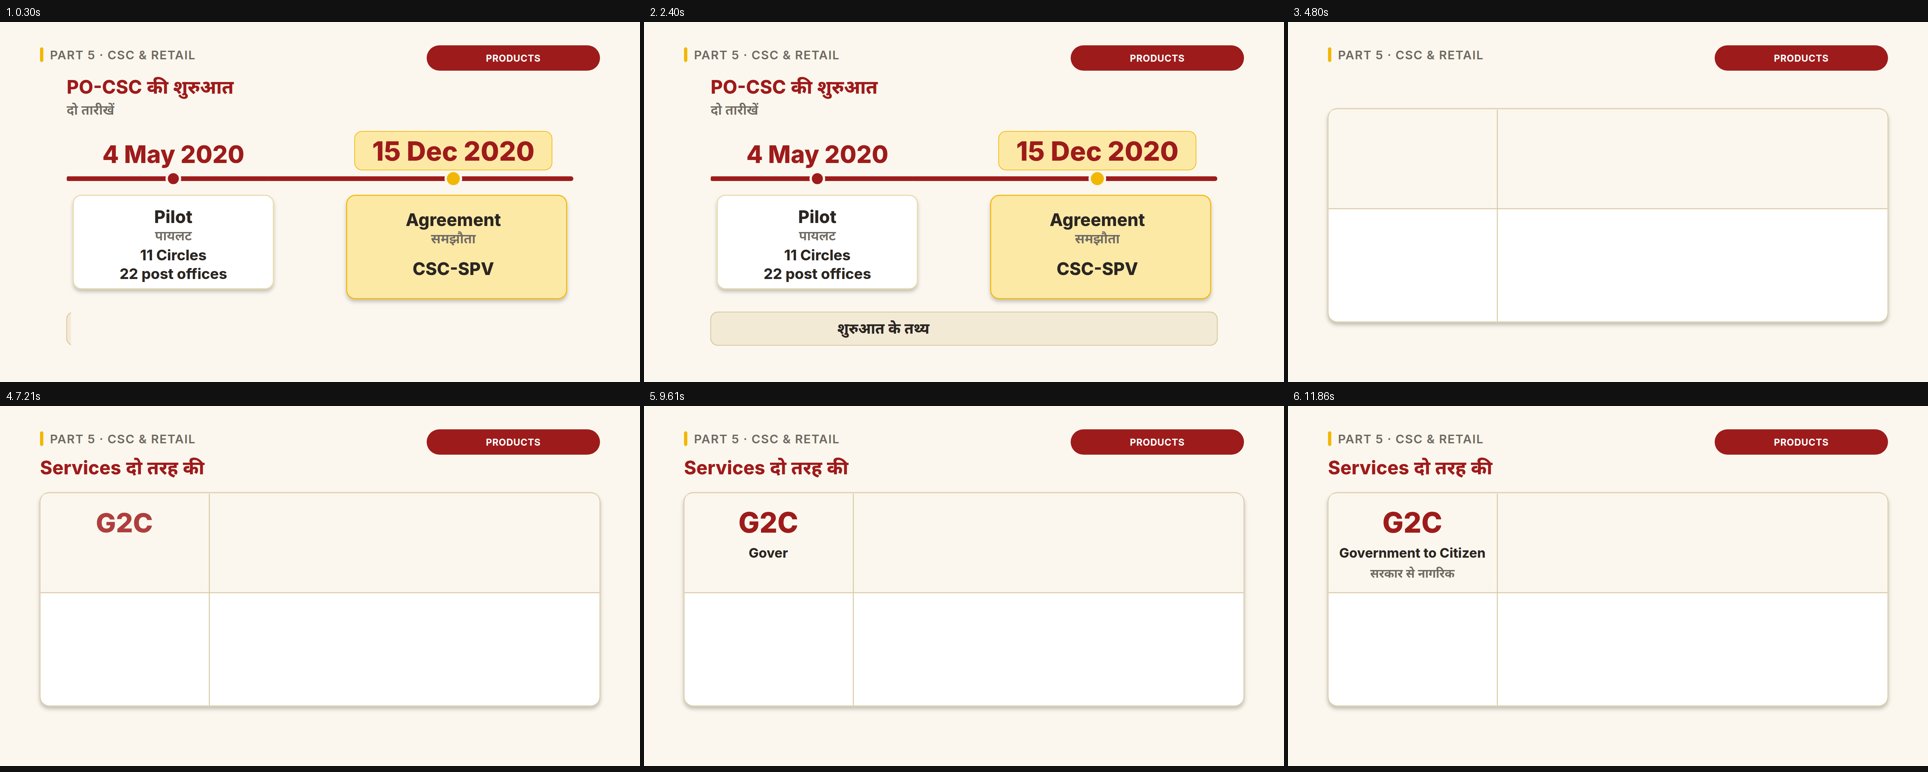 1. 0.30s
PART 5 · CSC & RETAIL
PRODUCTS
PO-CSC की शुरुआत
दो तारीखें
4 May 2020
15 Dec 2020
Pilot
पायलट
11 Circles
22 post offices
Agreement
समझौता
CSC-SPV
2. 2.40s
PART 5 · CSC & RETAIL
PRODUCTS
PO-CSC की शुरुआत
दो तारीखें
4 May 2020
15 Dec 2020
Pilot
पायलट
11 Circles
22 post offices
Agreement
समझौता
CSC-SPV
शुरुआत के तथ्य
3. 4.80s
PART 5 · CSC & RETAIL
PRODUCTS
4. 7.21s
PART 5 · CSC & RETAIL
PRODUCTS
Services दो तरह की
G2C
5. 9.61s
PART 5 · CSC & RETAIL
PRODUCTS
Services दो तरह की
G2C
Gover
6. 11.86s
PART 5 · CSC & RETAIL
PRODUCTS
Services दो तरह की
G2C
Government to Citizen
सरकार से नागरिक